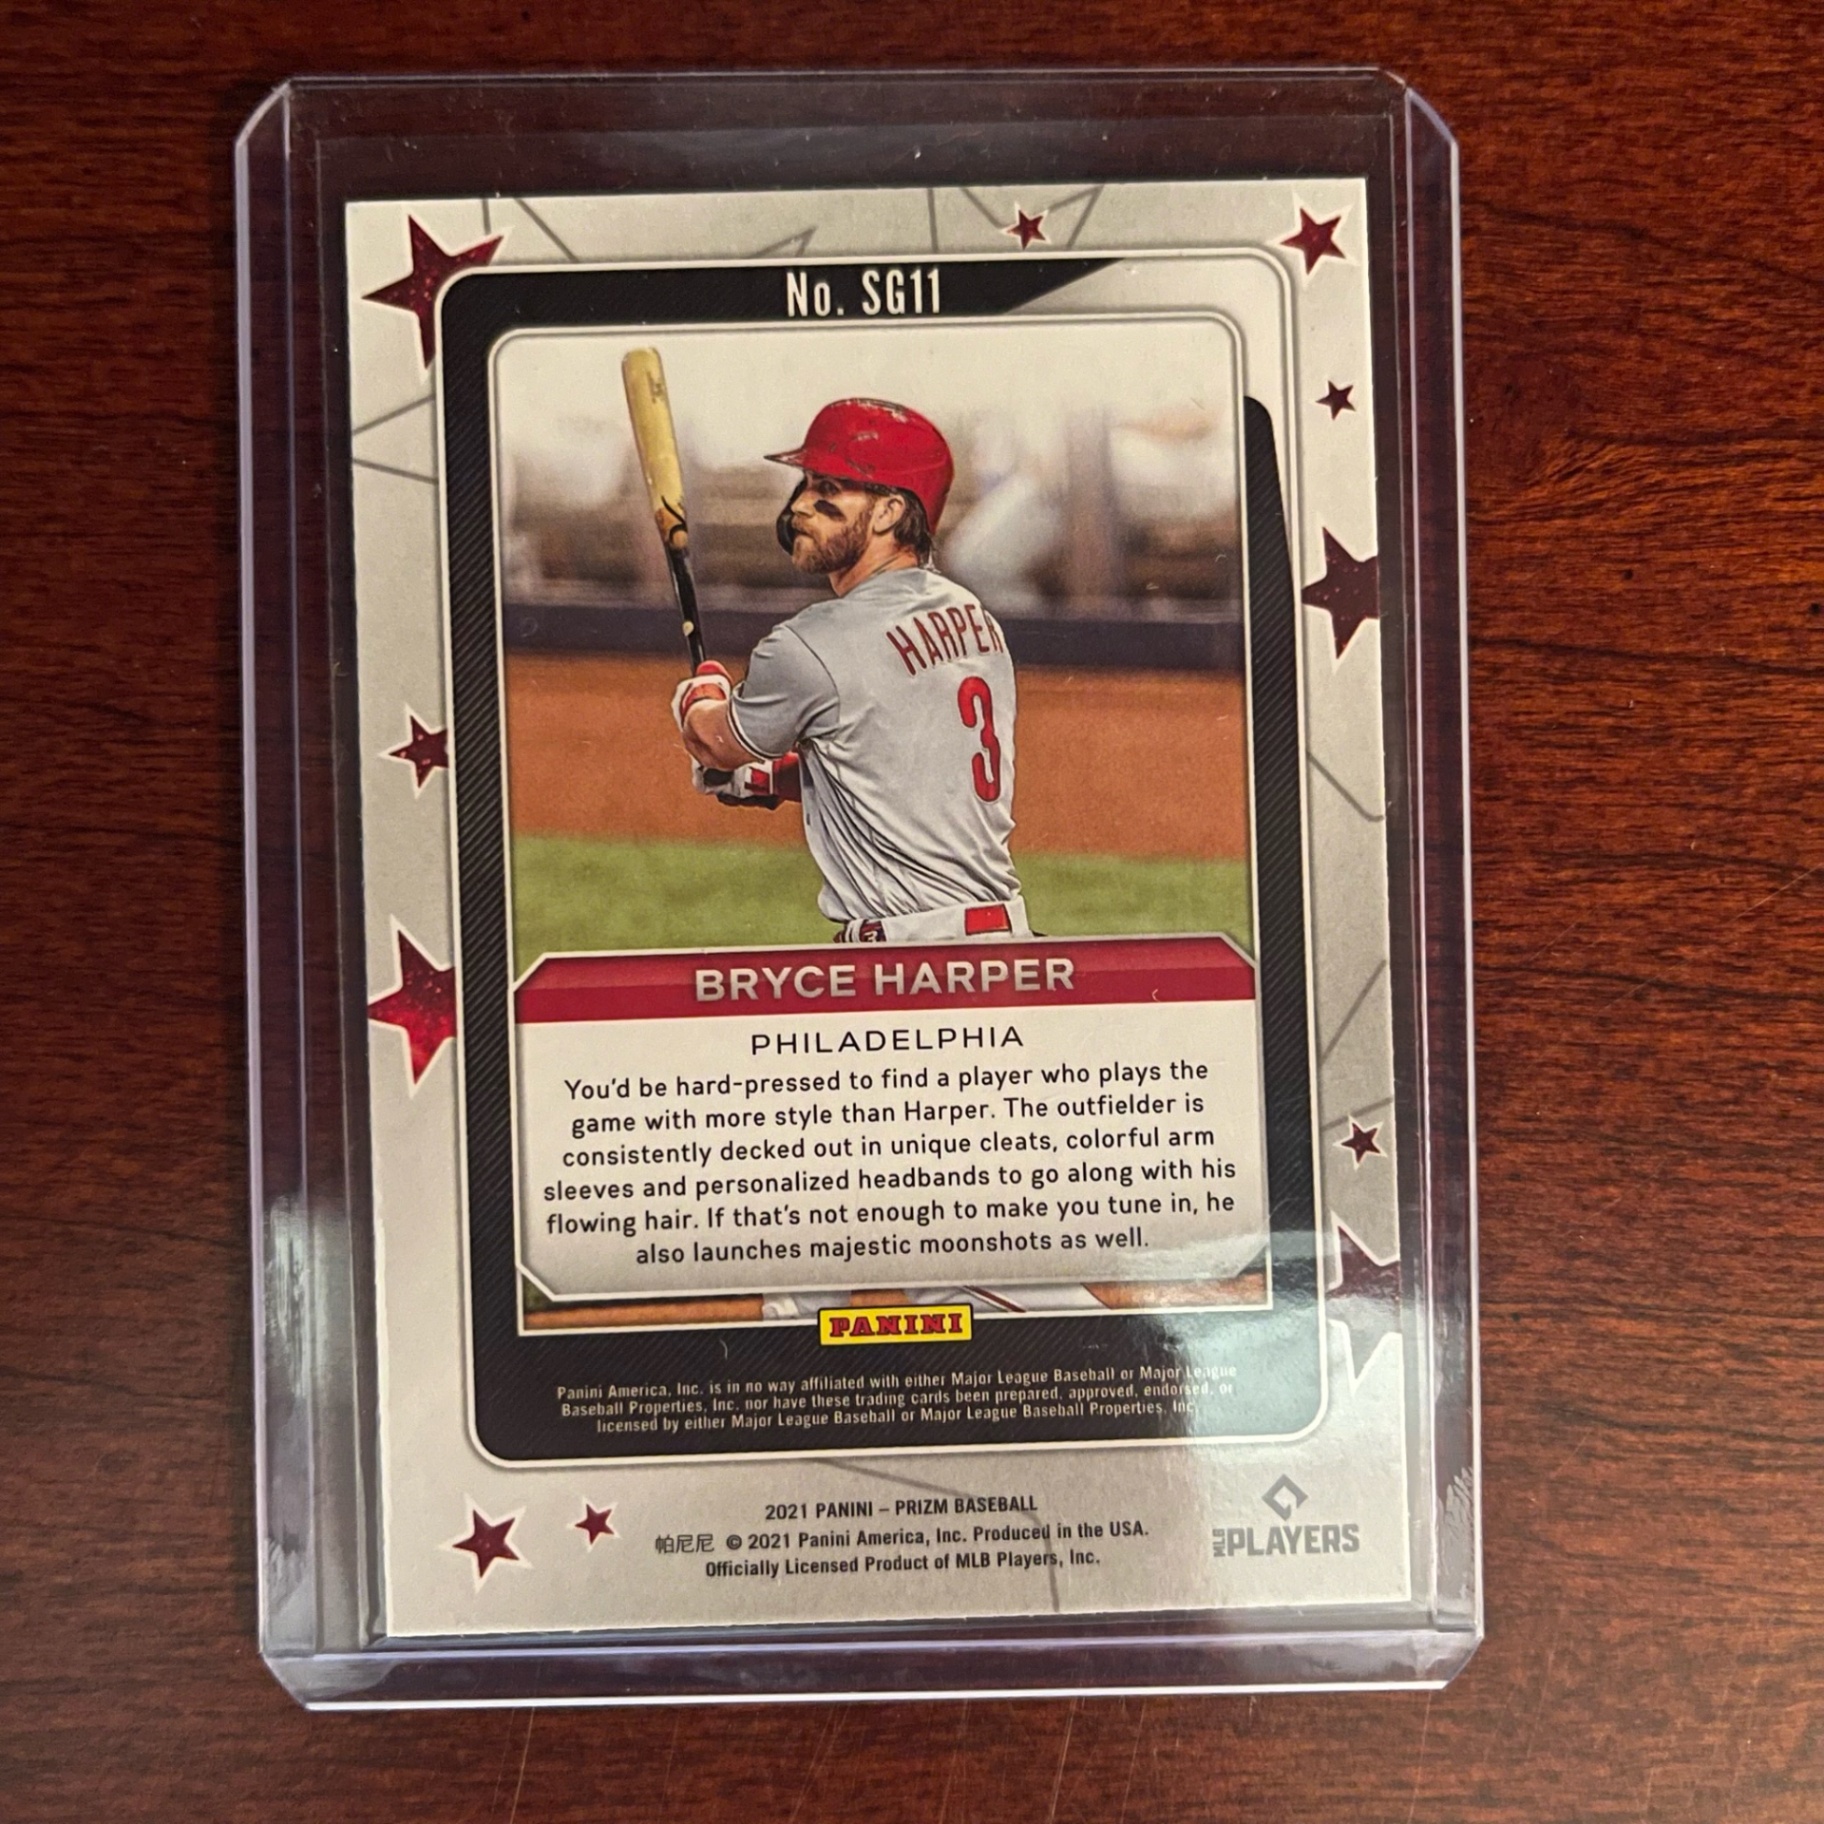 No. SG11
HARPER
3
BRYCE HARPER
PHILADELPHIA
You'd be hard-pressed to find a player who plays the
game with more style than Harper. The outfielder is
consistently decked out in unique cleats, colorful arm
sleeves and personalized headbands to go along with his
flowing hair. If that's not enough to make you tune in, he
also launches majestic moonshots as well.
PANINI
Panini America, Inc. is in no way affiliated with either Major League Baseball or Major League
Baseball Properties, Inc. nor have these trading cards been prepared, approved, endorsed, or
licensed by either Major League Baseball or Major League Baseball Properties, Inc.
2021 PANINI – PRIZM BASEBALL
帕尼尼 © 2021 Panini America, Inc. Produced in the USA.
Officially Licensed Product of MLB Players, Inc.
MLB PLAYERS